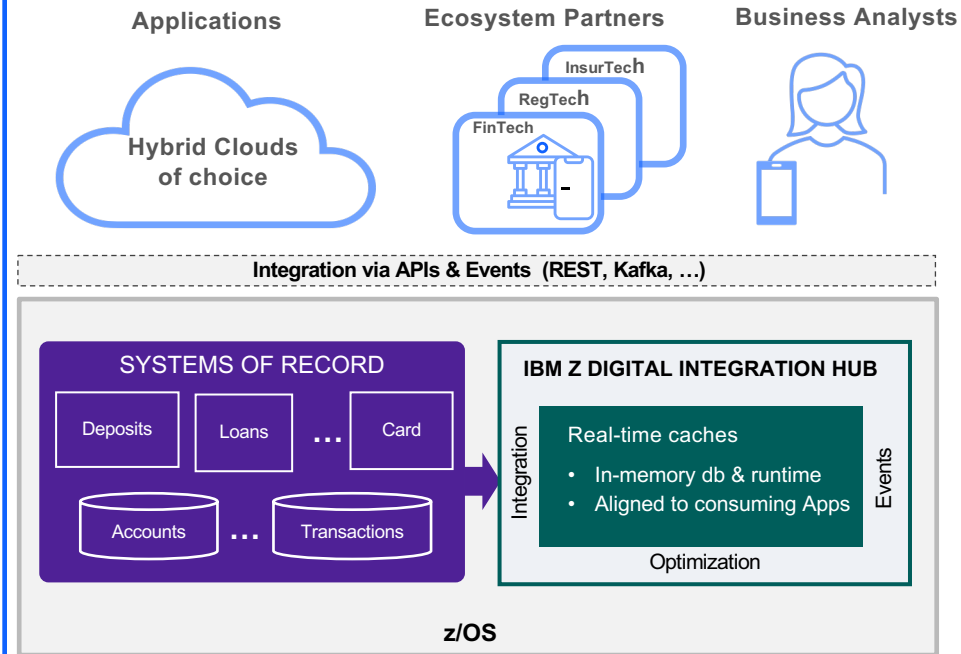 Applications
Ecosystem Partners
Business Analysts
Hybrid Clouds
of choice
InsurTech
RegTech
FinTech
Integration via APIs & Events (REST, Kafka, …)
SYSTEMS OF RECORD
Deposits
Loans
...
Card
Accounts
...
Transactions
IBM Z DIGITAL INTEGRATION HUB
Integration
Real-time caches
• In-memory db & runtime
• Aligned to consuming Apps
Events
Optimization
z/OS